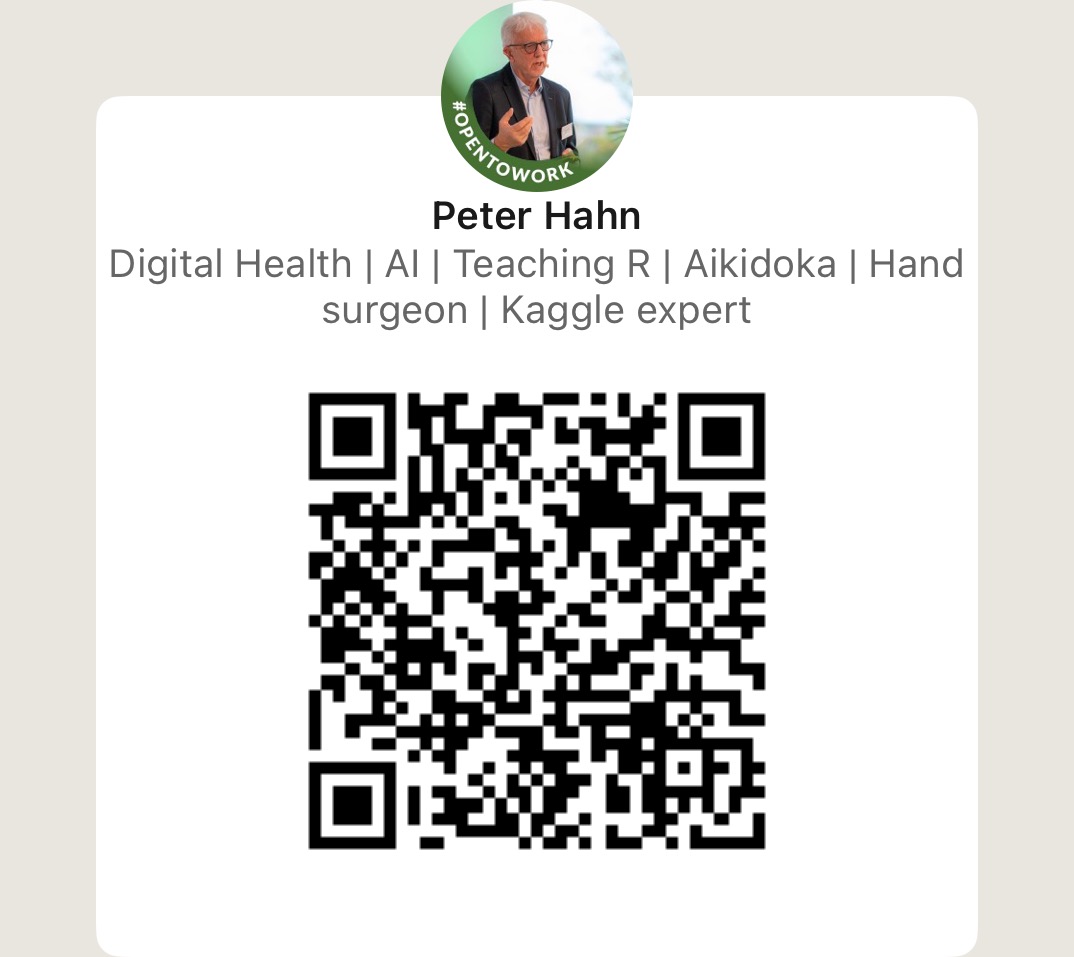 #OPENTOWORK
Peter Hahn
Digital Health | AI | Teaching R | Aikidoka | Hand
surgeon | Kaggle expert